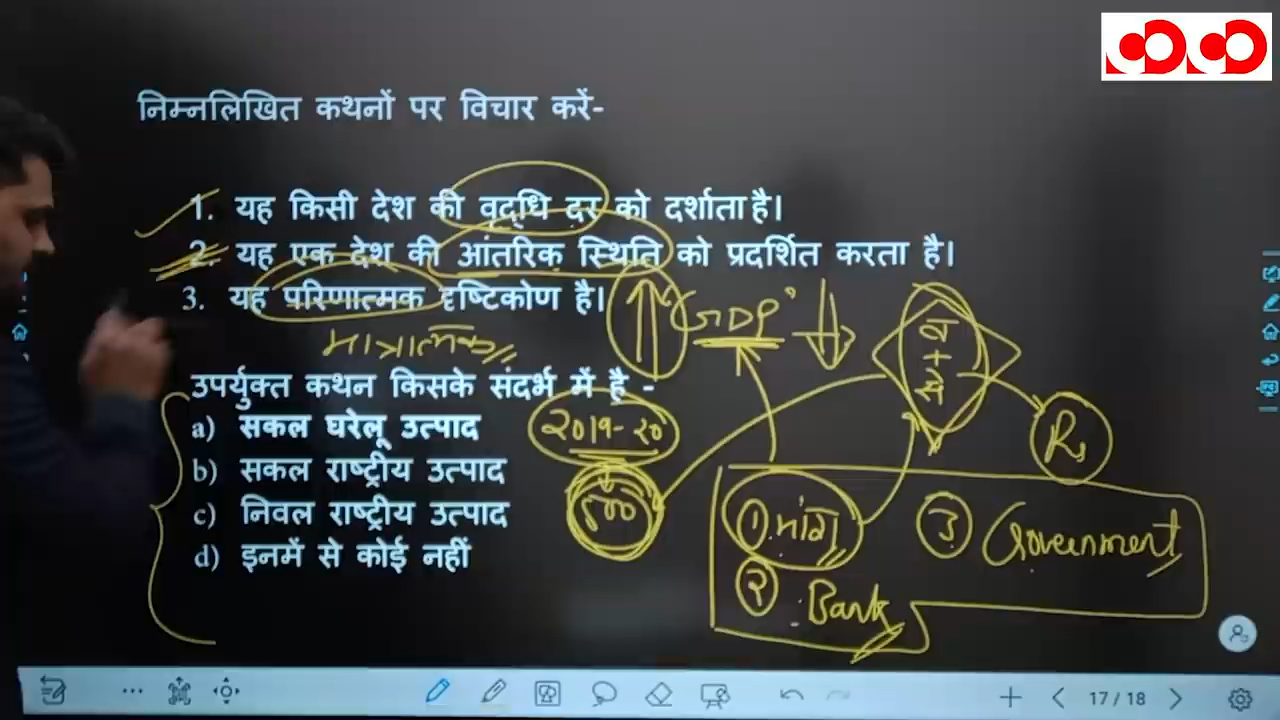 निम्नलिखित कथनों पर विचार करें-
1. यह किसी देश की वृद्धि दर को दर्शाता है।
2. यह एक देश की आंतरिक स्थिति को प्रदर्शित करता है।
3. यह परिणात्मक दृष्टिकोण है।
मात्रात्मक
GDP
उपर्युक्त कथन किसके संदर्भ में है -
a) सकल घरेलू उत्पाद
2019-20
b) सकल राष्ट्रीय उत्पाद
c) निवल राष्ट्रीय उत्पाद
d) इनमें से कोई नहीं
① मांग
③ Government
② Bank
17 / 18